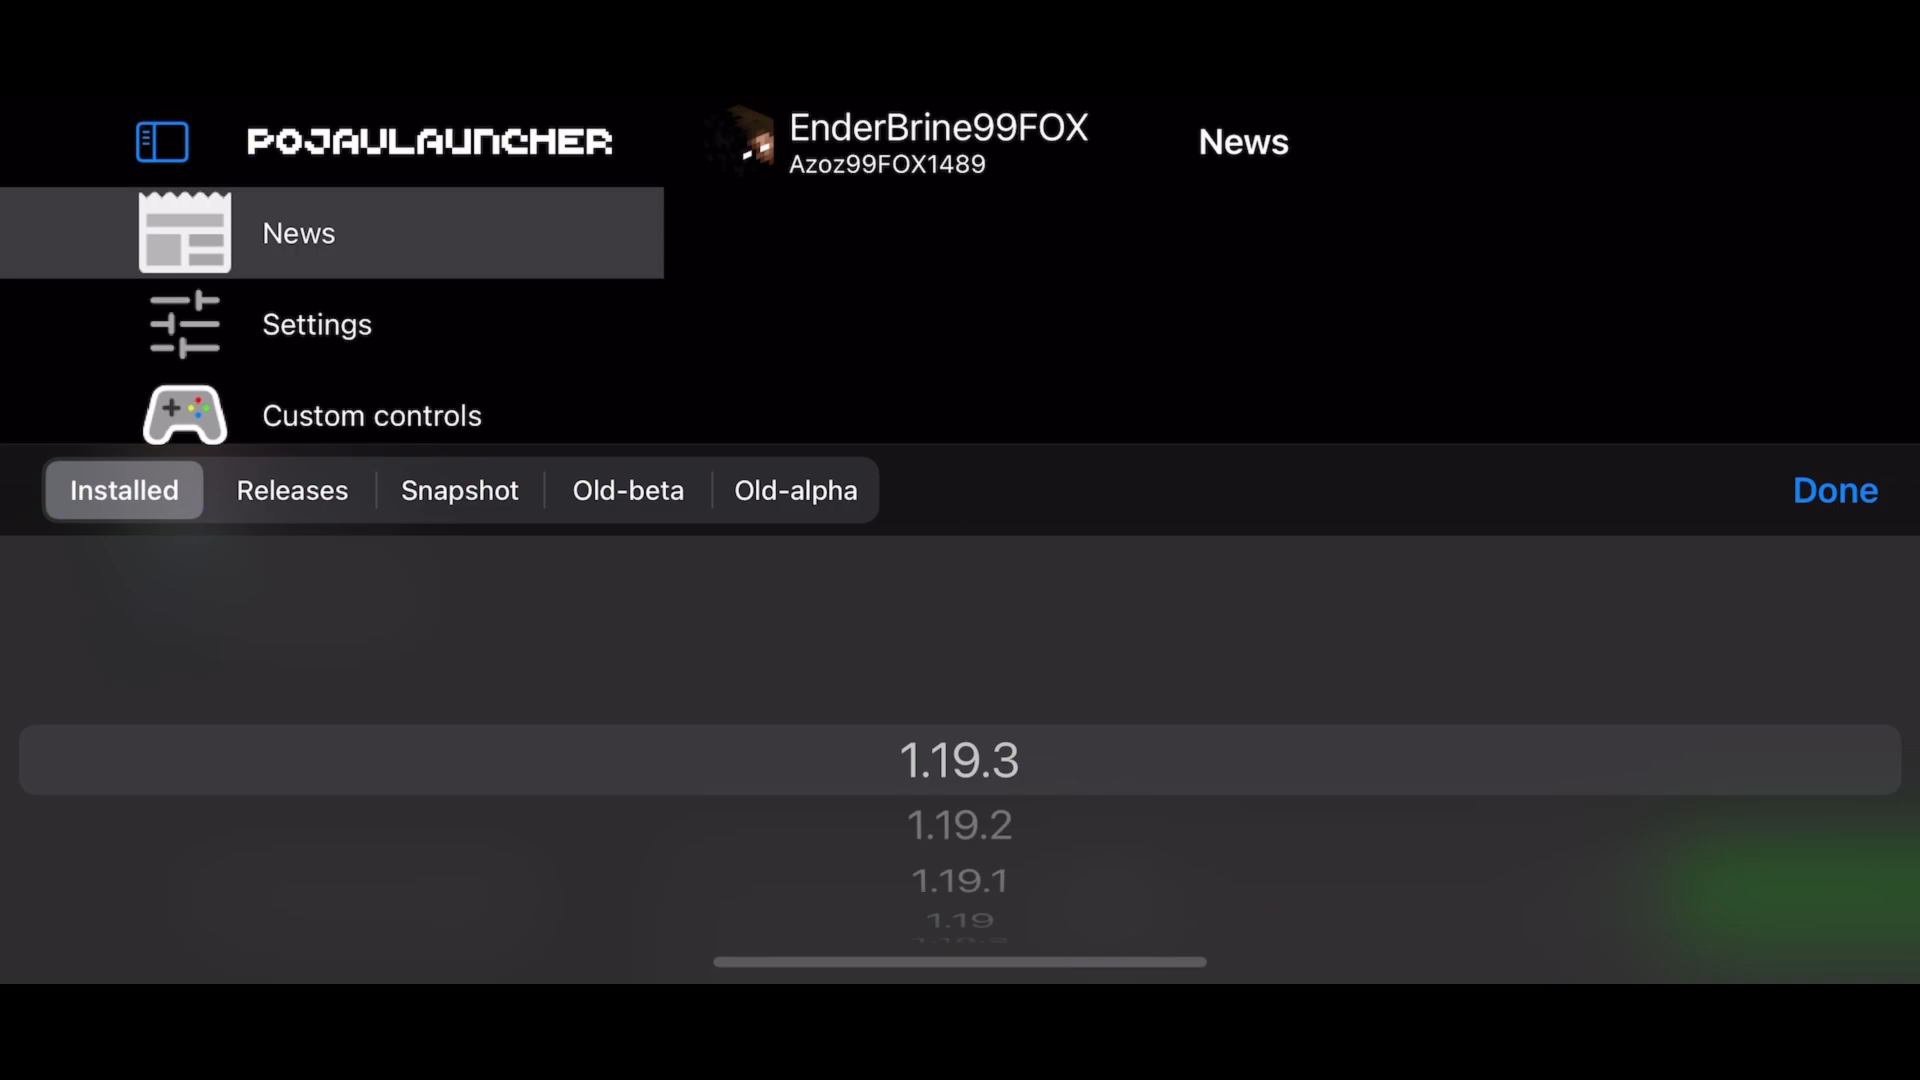 POJAVLAUNCHER
EnderBrine99FOX
Azoz99FOX1489
News
News
Settings
Custom controls
Installed
Releases
Snapshot
Old-beta
Old-alpha
Done
1.19.3
1.19.2
1.19.1
1.19